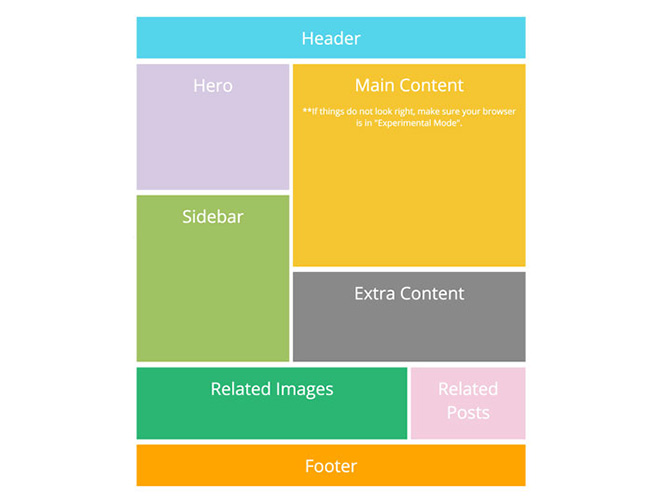 Header
Hero
Main Content
**If things do not look right, make sure your browser
is in "Experimental Mode".
Sidebar
Extra Content
Related Images
Related
Posts
Footer